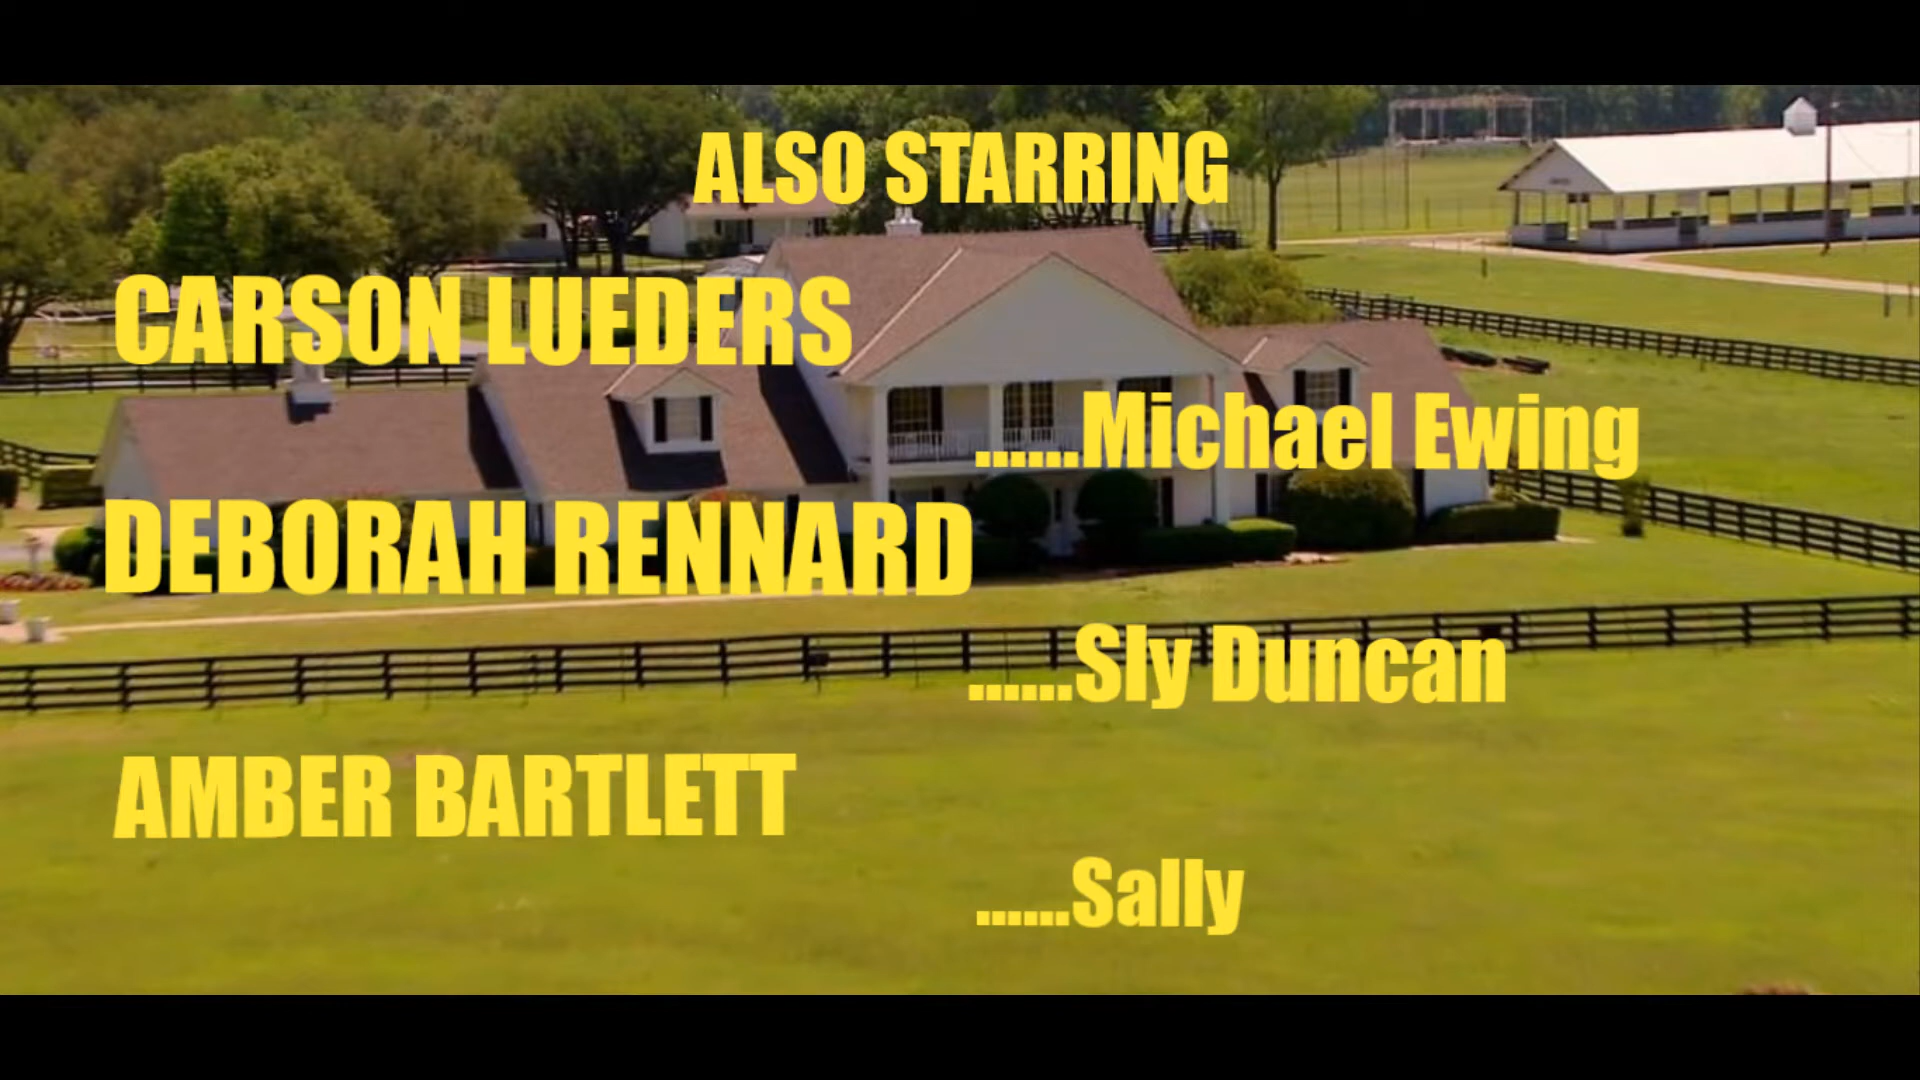 ALSO STARRING
CARSON LUEDERS
......Michael Ewing
DEBORAH RENNARD
......Sly Duncan
AMBER BARTLETT
......Sally